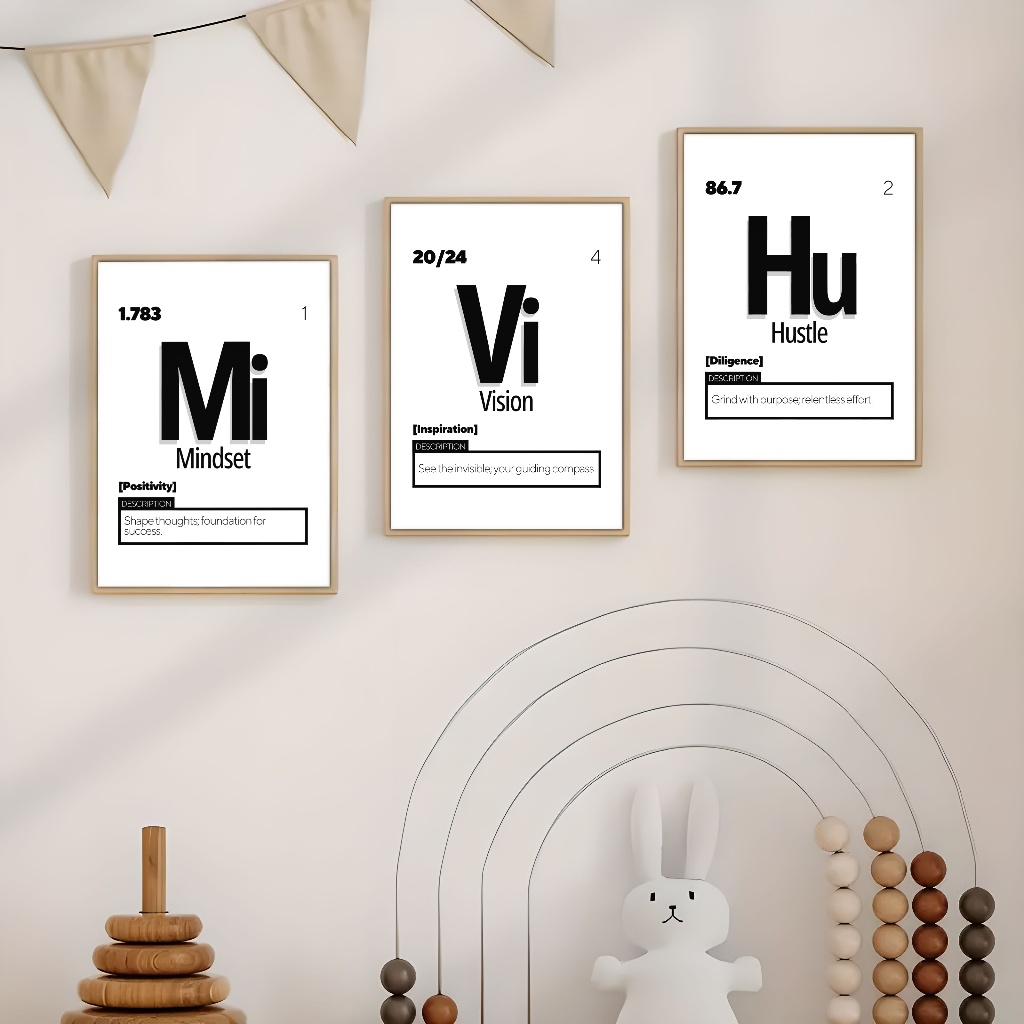 1.783 1
Mi
Mindset
[Positivity]
DESCRIPTION
Shape thoughts; foundation for
success.
20/24 4
Vi
Vision
[Inspiration]
DESCRIPTION
See the invisible; your guiding compass
86.7 2
Hu
Hustle
[Diligence]
DESCRIPTION
Grind with purpose; relentless effort